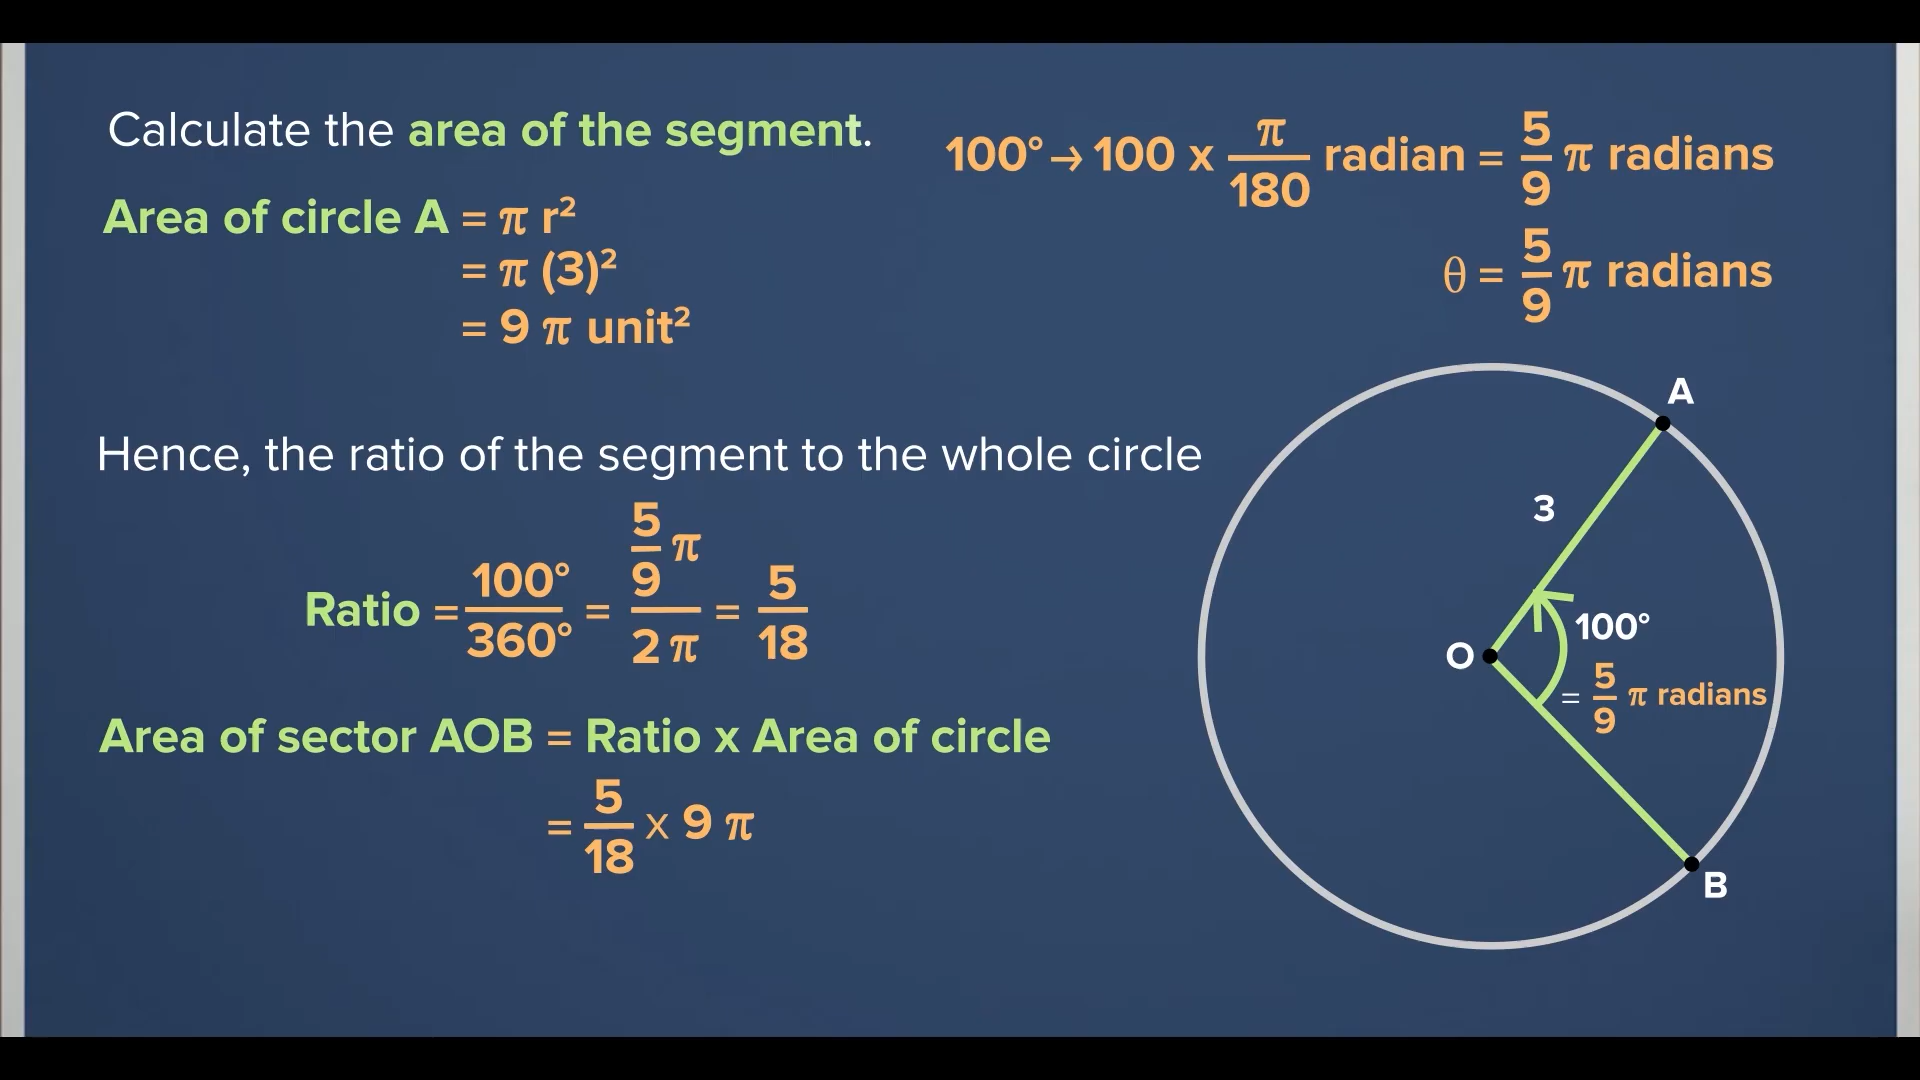 Calculate the area of the segment.
100° → 100 x π/180 radian = 5/9 π radians
Area of circle A = π r²
= π (3)²
= 9 π unit²
θ = 5/9 π radians
Hence, the ratio of the segment to the whole circle
Ratio = 100°/360° = 5/9 π / 2 π = 5/18
Area of sector AOB = Ratio x Area of circle
= 5/18 x 9 π
A
3
100°
O
= 5/9 π radians
B